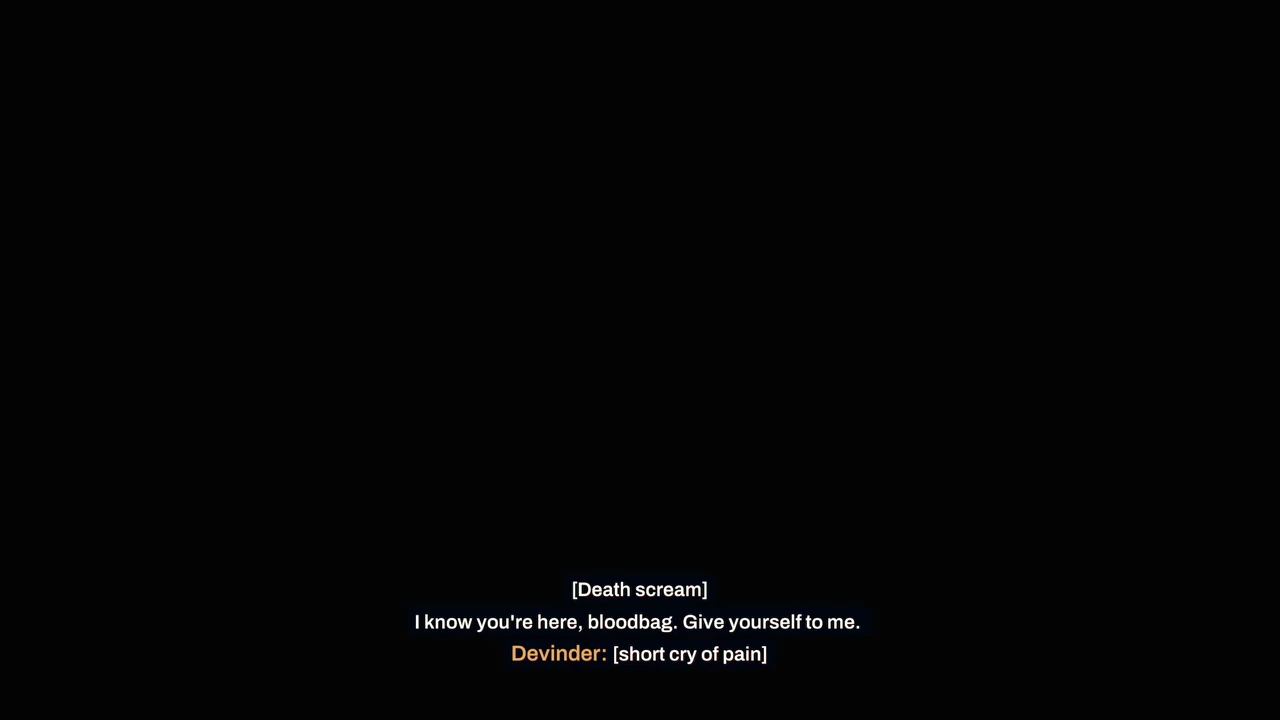 [Death scream]
I know you're here, bloodbag. Give yourself to me.
Devinder: [short cry of pain]